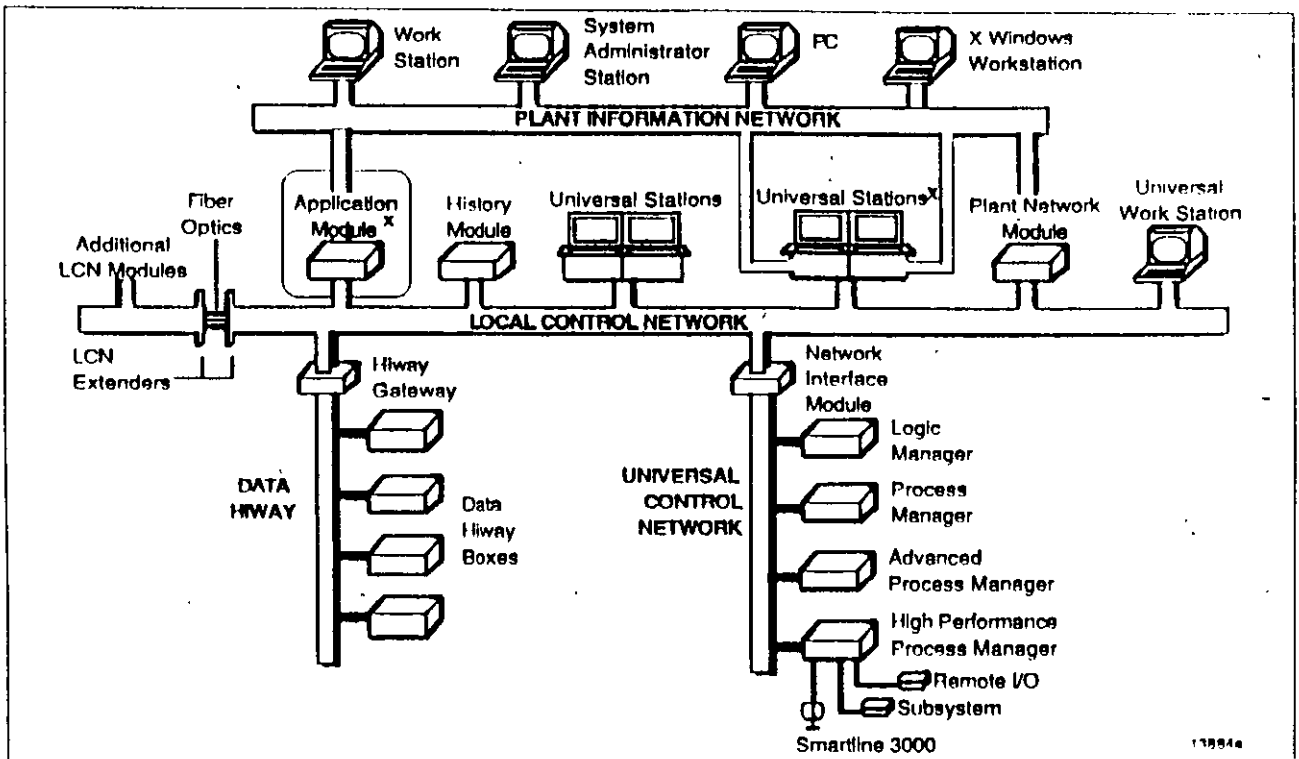 Work
Station
System
Administrator
Station
PC
X Windows
Workstation
PLANT INFORMATION NETWORK
Fiber
Optics
Application
Module x
History
Module
Universal Stations
Universal Stations x
Plant Network
Module
Universal
Work Station
Additional
LCN Modules
LOCAL CONTROL NETWORK
LCN
Extenders
Hiway
Gateway
Network
Interface
Module
DATA
HIWAY
Data
Hiway
Boxes
UNIVERSAL
CONTROL
NETWORK
Logic
Manager
Process
Manager
Advanced
Process Manager
High Performance
Process Manager
Remote I/O
Subsystem
Smartline 3000